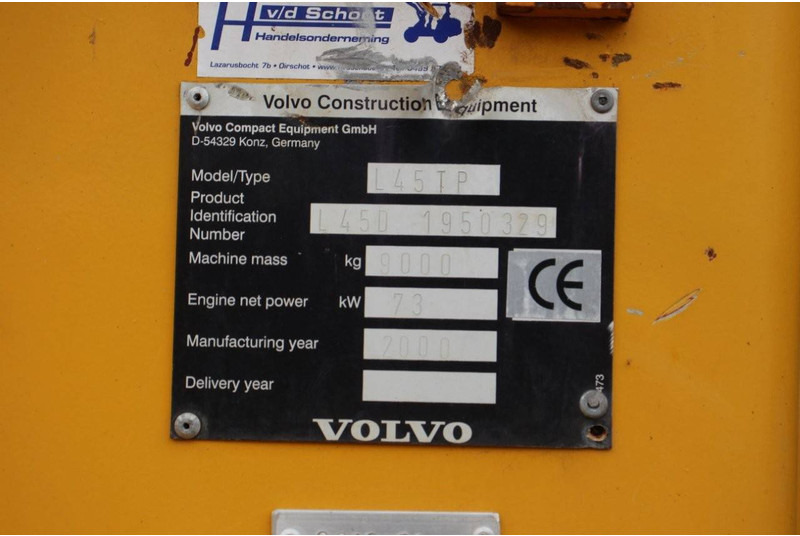 H v/d Schoot
Handelsonderneming
Lazarusbocht 7b • Oirschot •
Volvo Construction Equipment
Volvo Compact Equipment GmbH
D-54329 Konz, Germany
Model/Type L45TP
Product
Identification L45D 1950329
Number
Machine mass kg 9000
CE
Engine net power kW 73
Manufacturing year 2000
Delivery year
473
VOLVO